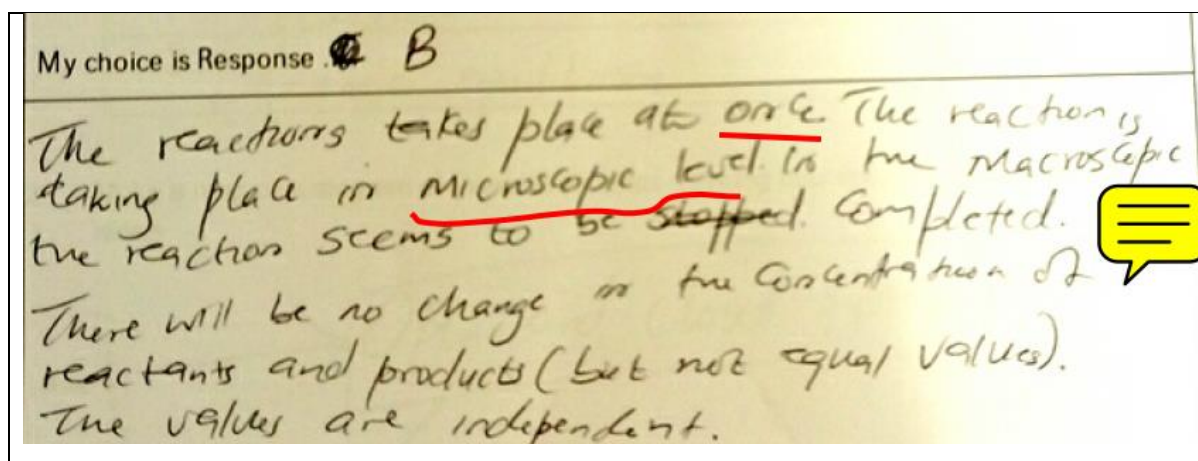 My choice is Response . B
The reactions takes place at once. The reaction is
taking place in microscopic level. In the Macroscopic
the reaction seems to be stopped. Completed.
There will be no change in the concentration of
reactants and products (but not equal values).
The values are independent.